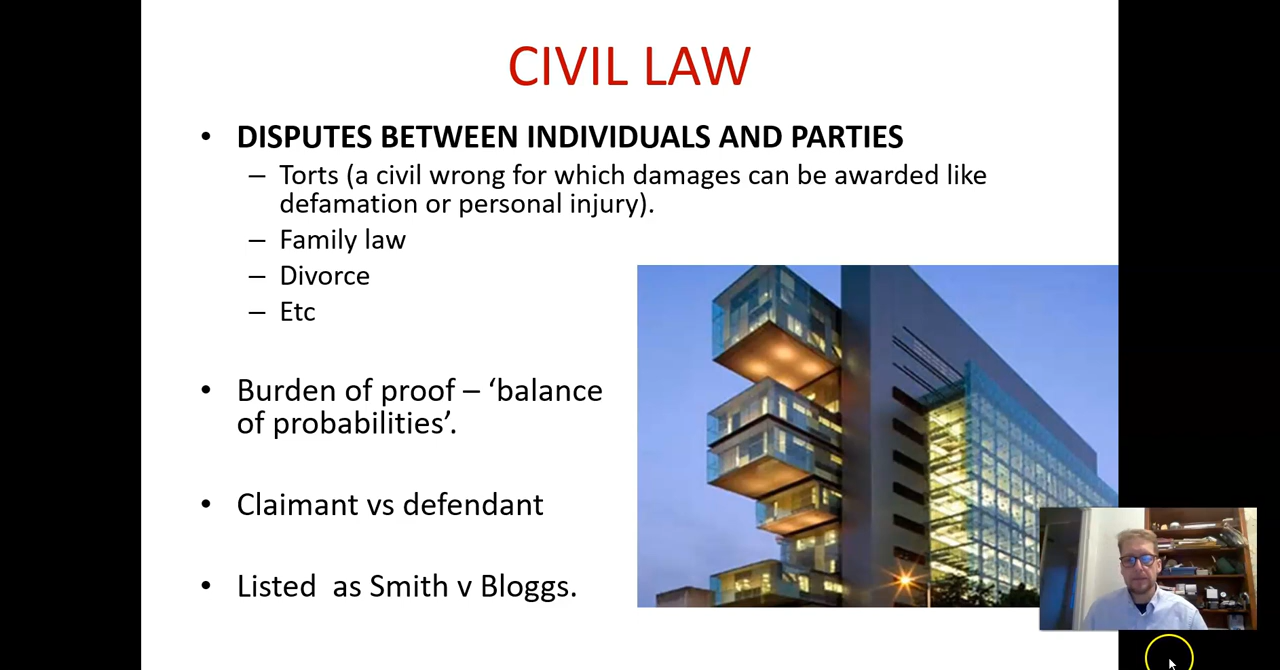 CIVIL LAW
• DISPUTES BETWEEN INDIVIDUALS AND PARTIES
– Torts (a civil wrong for which damages can be awarded like
defamation or personal injury).
– Family law
– Divorce
– Etc
• Burden of proof – ‘balance
of probabilities’.
• Claimant vs defendant
• Listed  as Smith v Bloggs.